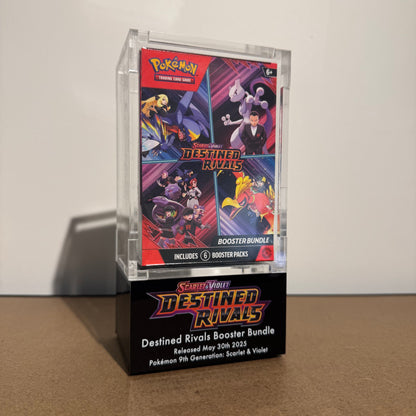 Pokémon
TRADING CARD GAME
6+
SCARLET & VIOLET
DESTINED
RIVALS
BOOSTER BUNDLE
INCLUDES 6 BOOSTER PACKS
SCARLET & VIOLET
DESTINED
RIVALS
Destined Rivals Booster Bundle
Released May 30th 2025
Pokémon 9th Generation: Scarlet & Violet